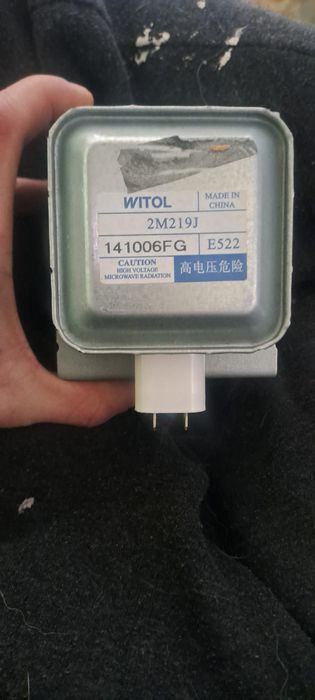 WITOL
MADE IN
CHINA
2M219J
141006FG
E522
CAUTION
HIGH VOLTAGE
MICROWAVE RADIATION
高电压危险